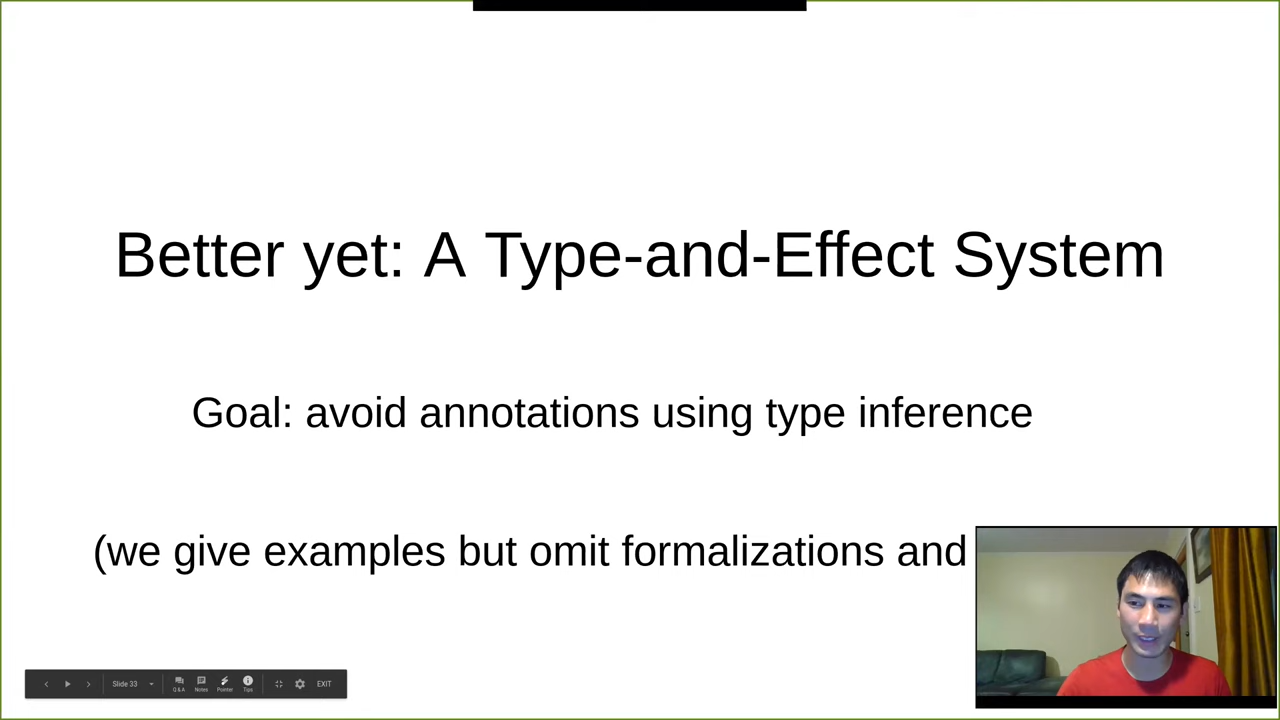 Better yet: A Type-and-Effect System
Goal: avoid annotations using type inference
(we give examples but omit formalizations and
Slide 33
Q & A
Notes
Pointer
Tips
EXIT